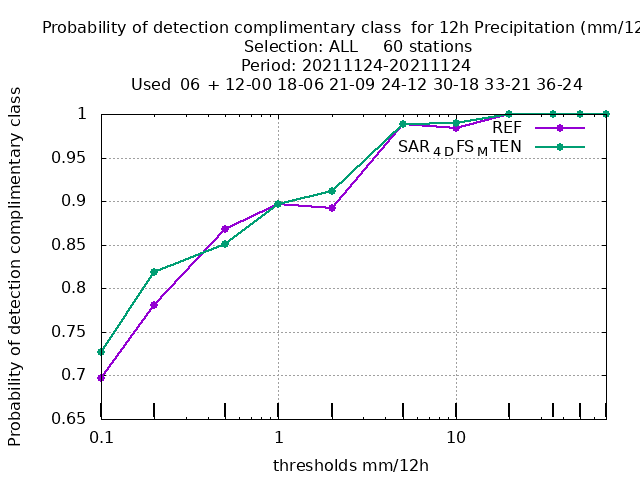 Probability of detection complimentary class for 12h Precipitation (mm/12
Selection: ALL 60 stations
Period: 20211124-20211124
Used 06 + 12-00 18-06 21-09 24-12 30-18 33-21 36-24
Probability of detection complimentary class
1
0.95
0.9
0.85
0.8
0.75
0.7
0.65
REF
SAR4DFSMTEN
0.1 1 10
thresholds mm/12h